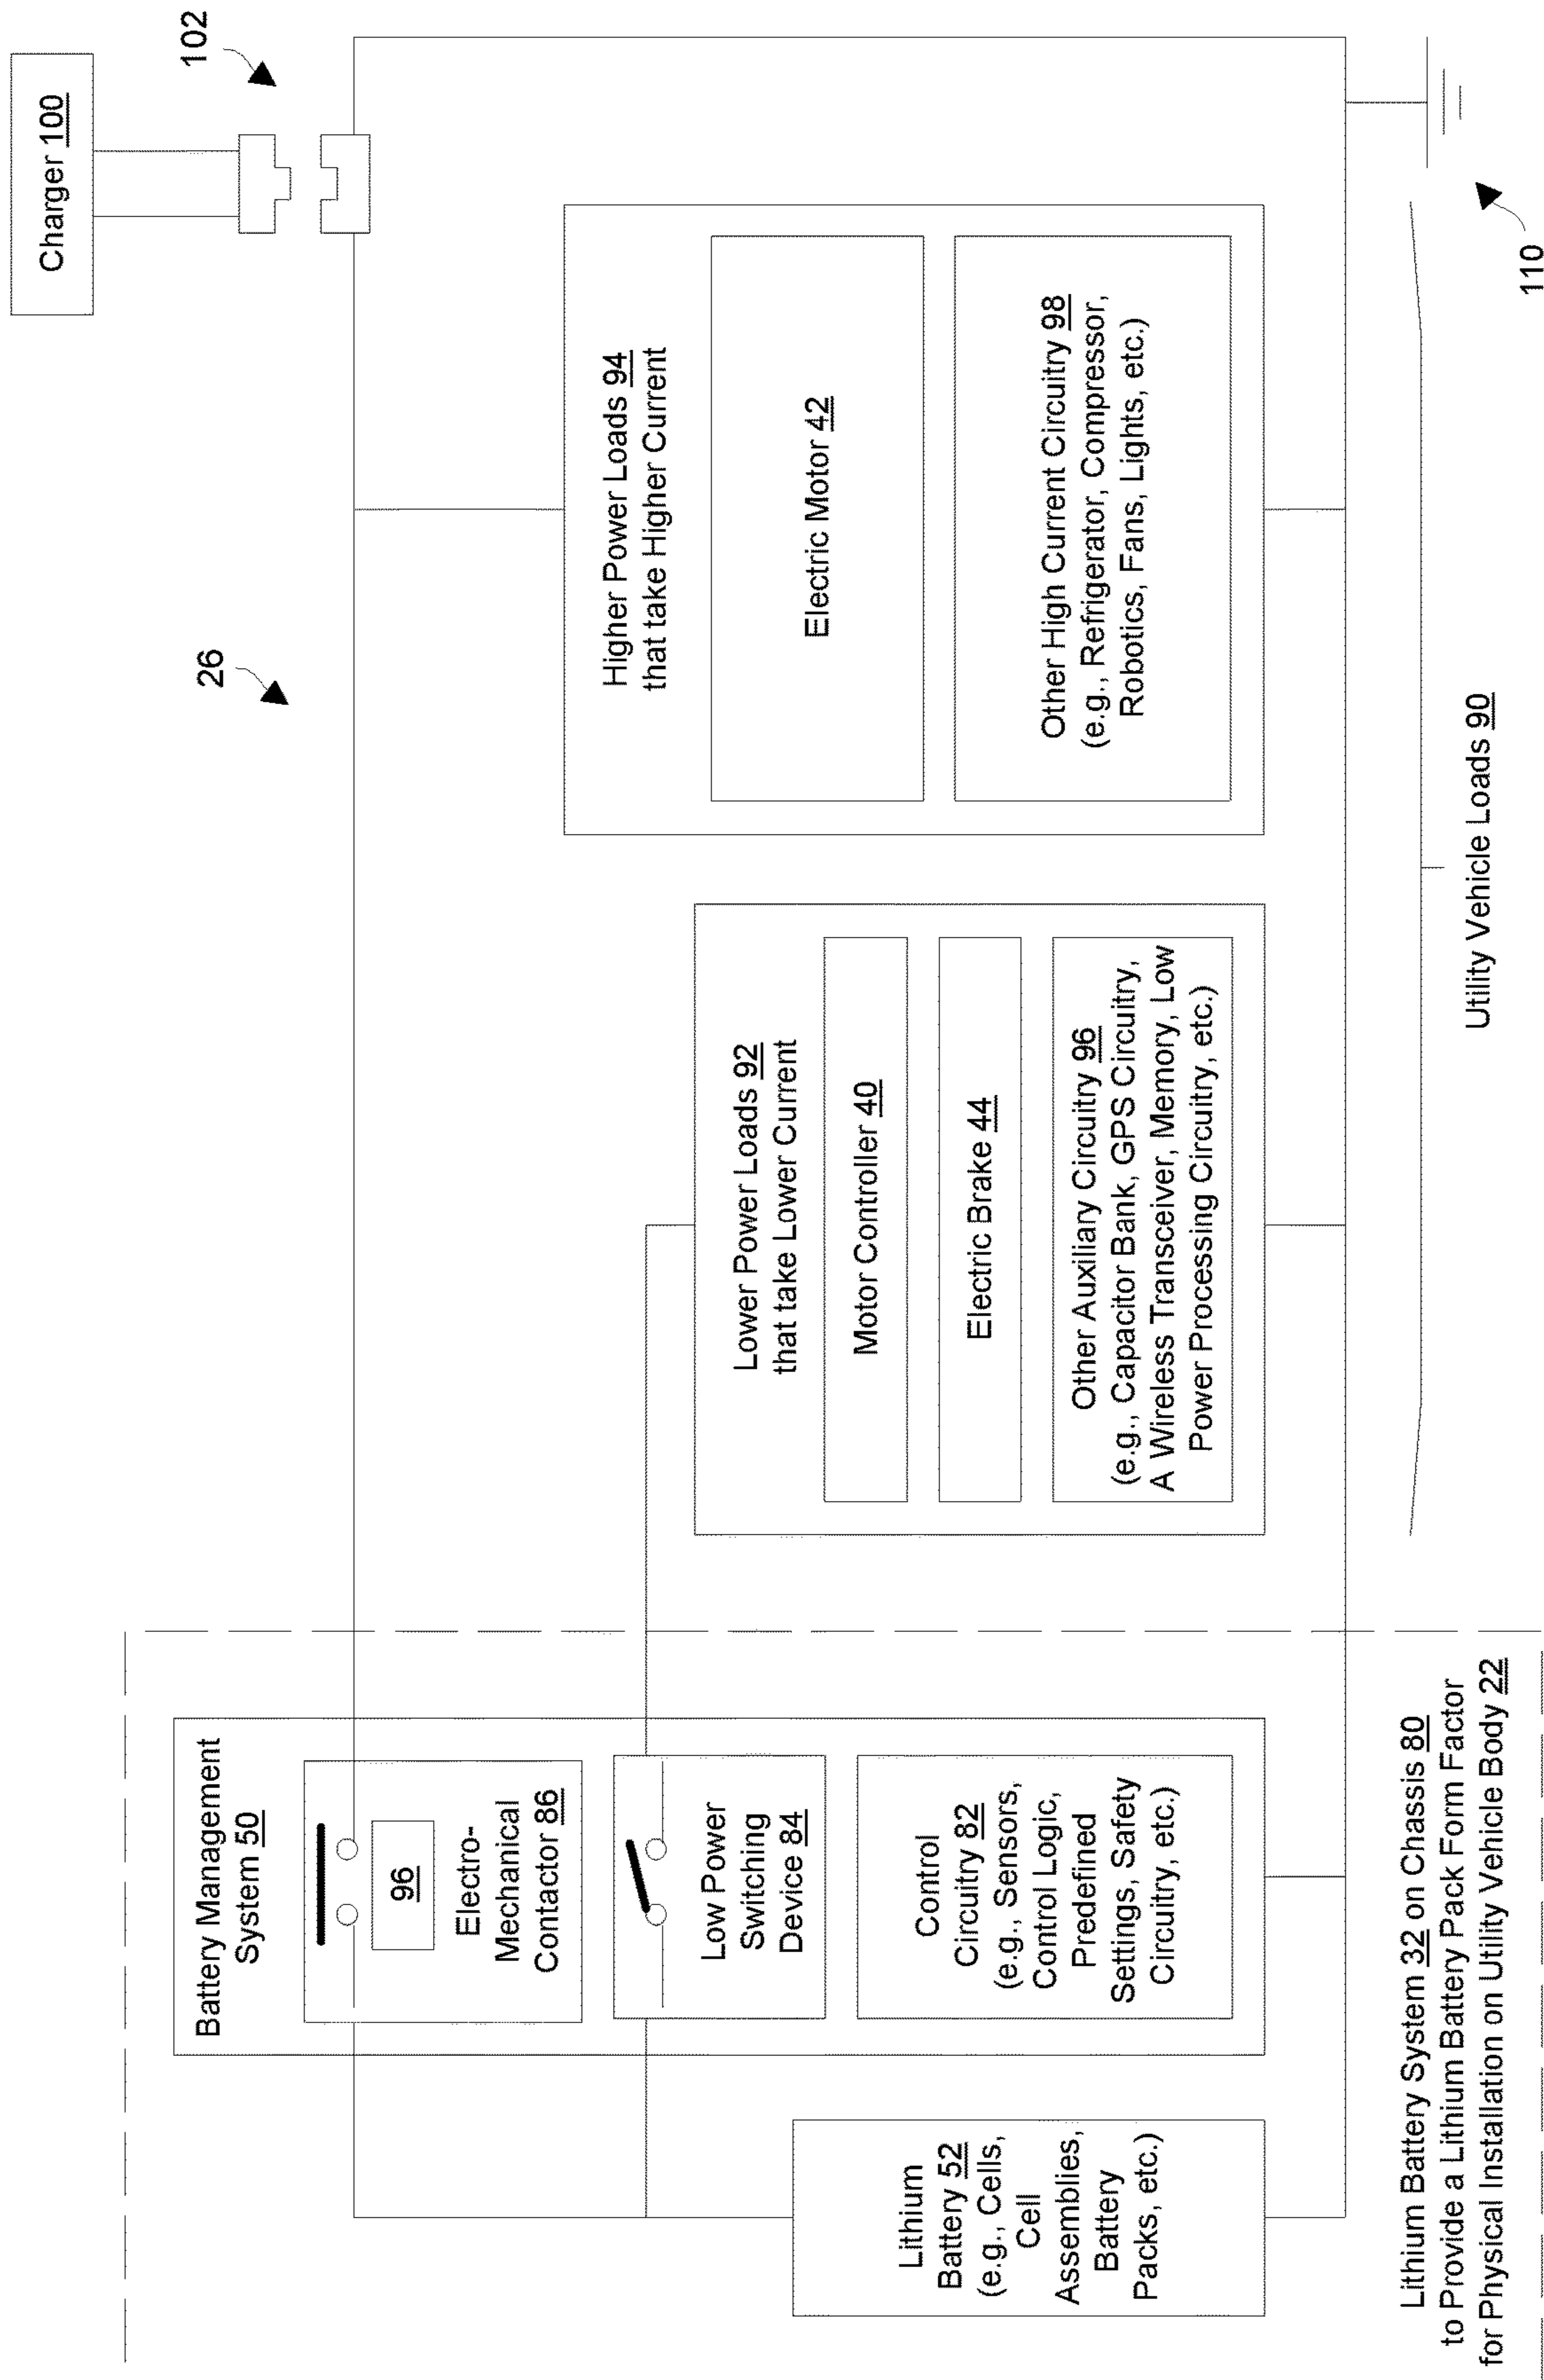 Charger 100
102
26
Battery Management
System 50
96
Electro-
Mechanical
Contactor 86
Low Power
Switching
Device 84
Control
Circuitry 82
(e.g., Sensors,
Control Logic,
Predefined
Settings, Safety
Circuitry, etc.)
Lithium
Battery 52
(e.g., Cells,
Cell
Assemblies,
Battery
Packs, etc.)
Lower Power Loads 92
that take Lower Current
Motor Controller 40
Electric Brake 44
Other Auxiliary Circuitry 96
(e.g., Capacitor Bank, GPS Circuitry,
A Wireless Transceiver, Memory, Low
Power Processing Circuitry, etc.)
Higher Power Loads 94
that take Higher Current
Electric Motor 42
Other High Current Circuitry 98
(e.g., Refrigerator, Compressor,
Robotics, Fans, Lights, etc.)
110
Utility Vehicle Loads 90
Lithium Battery System 32 on Chassis 80
to Provide a Lithium Battery Pack Form Factor
for Physical Installation on Utility Vehicle Body 22